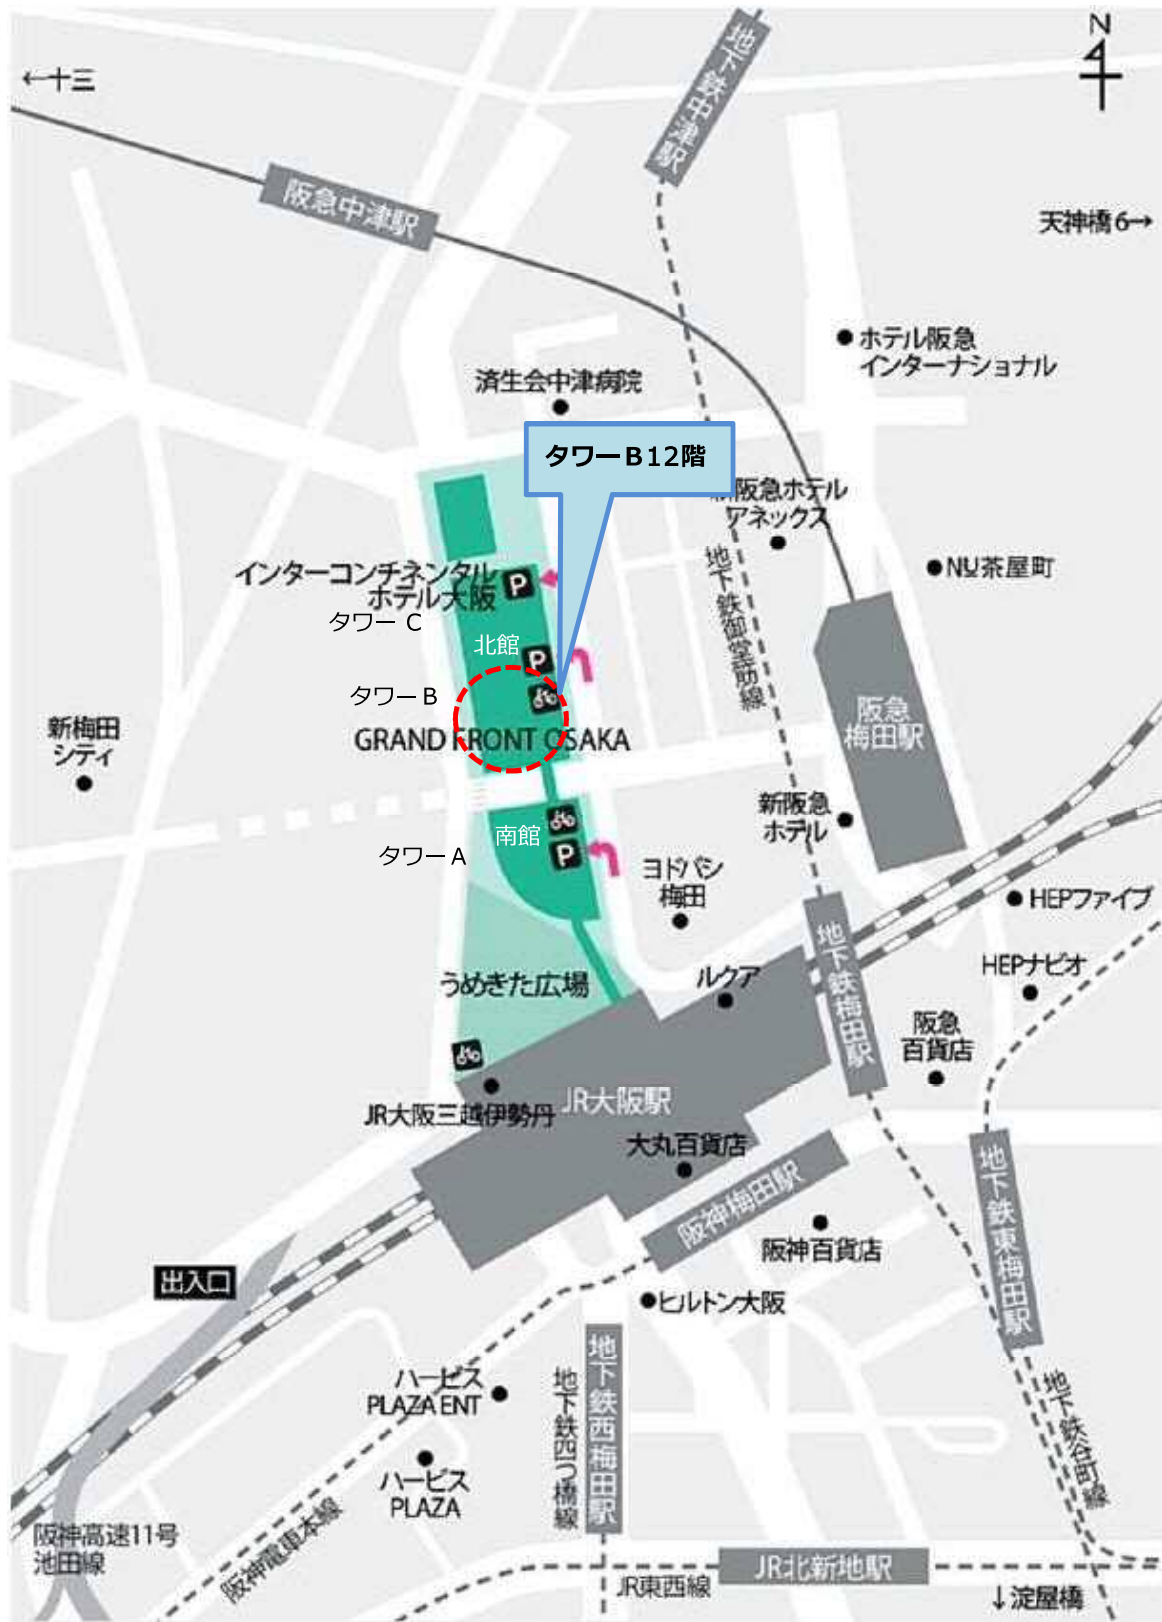 N
←十三
地下鉄中津駅
阪急中津駅
天神橋6→
ホテル阪急
インターナショナル
済生会中津病院
タワーB12階
新阪急ホテル
アネックス
地下鉄御堂筋線
NU茶屋町
インターコンチネンタル
ホテル大阪
P
タワー C
北館
P
タワー B
阪急
梅田駅
新梅田
シティ
GRAND FRONT OSAKA
新阪急
ホテル
南館
タワー A
P
ヨドバシ
梅田
HEPファイブ
地下鉄梅田駅
うめきた広場
ルクア
HEPナビオ
阪急
百貨店
JR大阪三越伊勢丹
JR大阪駅
大丸百貨店
阪神梅田駅
地下鉄東梅田駅
阪神百貨店
出入口
ヒルトン大阪
ハービス
PLAZA ENT
地下鉄四つ橋線
地下鉄西梅田駅
地下鉄谷町線
ハービス
PLAZA
阪神高速11号
池田線
阪神電車本線
JR東西線
JR北新地駅
↓淀屋橋